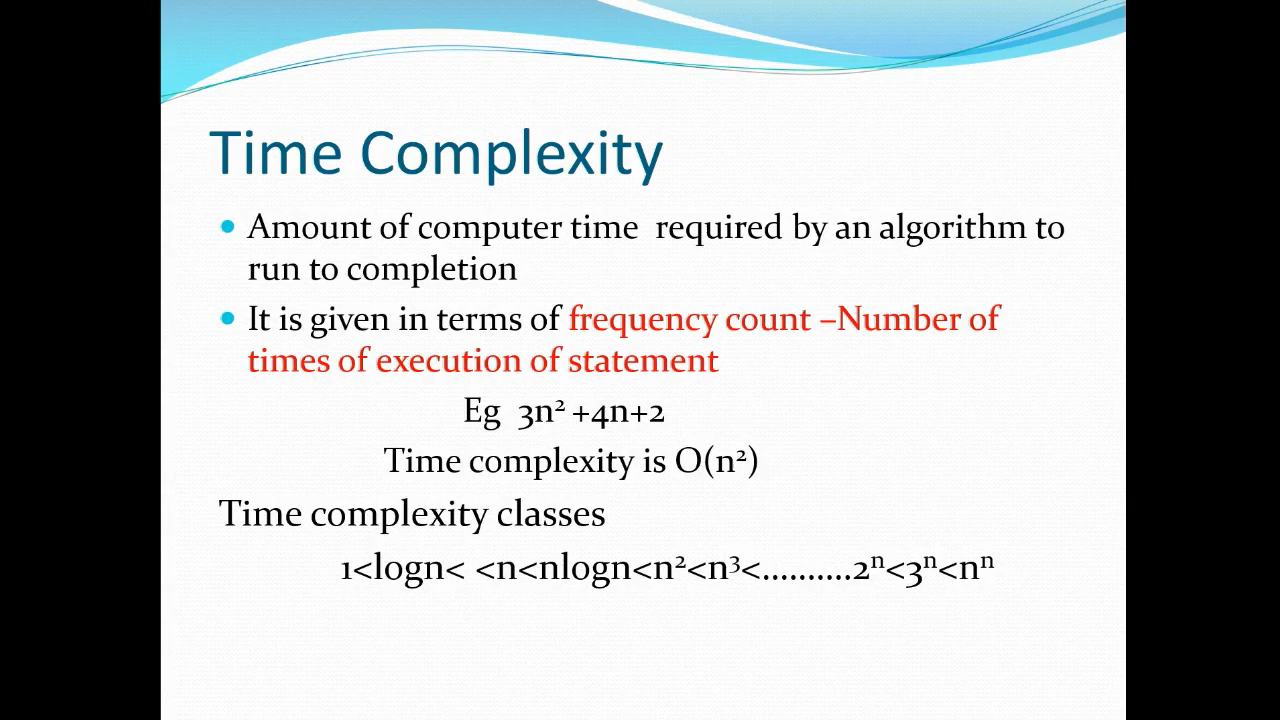 Time Complexity
• Amount of computer time required by an algorithm to
run to completion
• It is given in terms of frequency count –Number of
times of execution of statement
Eg 3n² +4n+2
Time complexity is O(n²)
Time complexity classes
1<logn< <n<nlogn<n²<n³<..........2ⁿ<3ⁿ<nⁿ